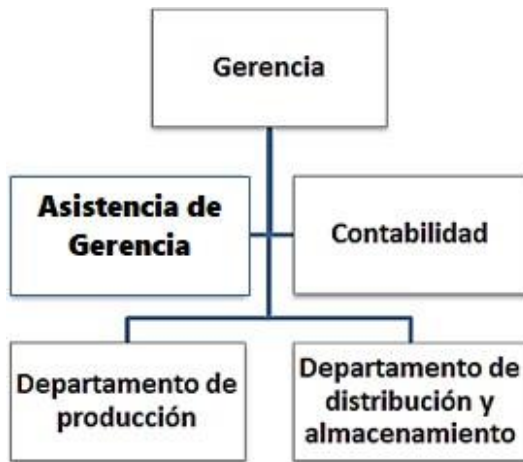 Gerencia
Asistencia de
Gerencia
Contabilidad
Departamento de
producción
Departamento de
distribución y
almacenamiento